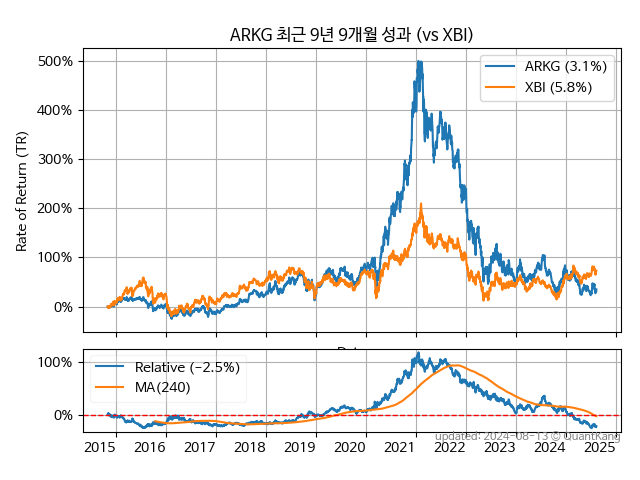 ARKG 최근 9년 9개월 성과 (vs XBI)
500%
400%
300%
200%
100%
0%
Rate of Return (TR)
ARKG (3.1%)
XBI (5.8%)
100%
0%
Relative (−2.5%)
MA(240)
updated: 2024-08-13 © QuantKang
2015 2016 2017 2018 2019 2020 2021 2022 2023 2024 2025